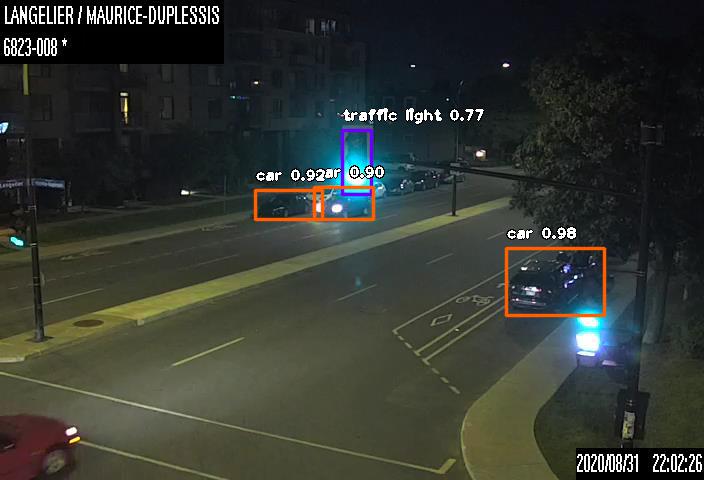 LANGELIER / MAURICE-DUPLESSIS
6823-008 *
traffic light 0.77
car 0.92
car 0.90
car 0.98
Langelier
2020/08/31 22:02:26